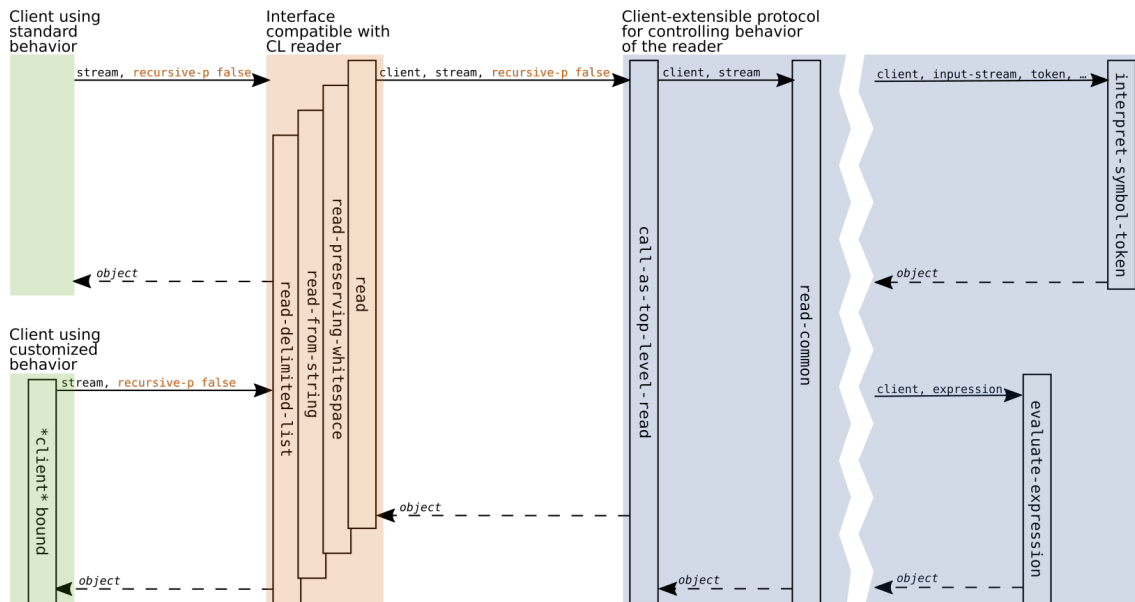 Client using
standard
behavior
Interface
compatible with
CL reader
Client-extensible protocol
for controlling behavior
of the reader
stream, recursive-p false
client, stream, recursive-p false
client, stream
client, input-stream, token, …
read
read-preserving-whitespace
read-from-string
read-delimited-list
call-as-top-level-read
read-common
interpret-symbol-token
object
object
Client using
customized
behavior
stream, recursive-p false
client, expression
*client* bound
evaluate-expression
object
object
object
object